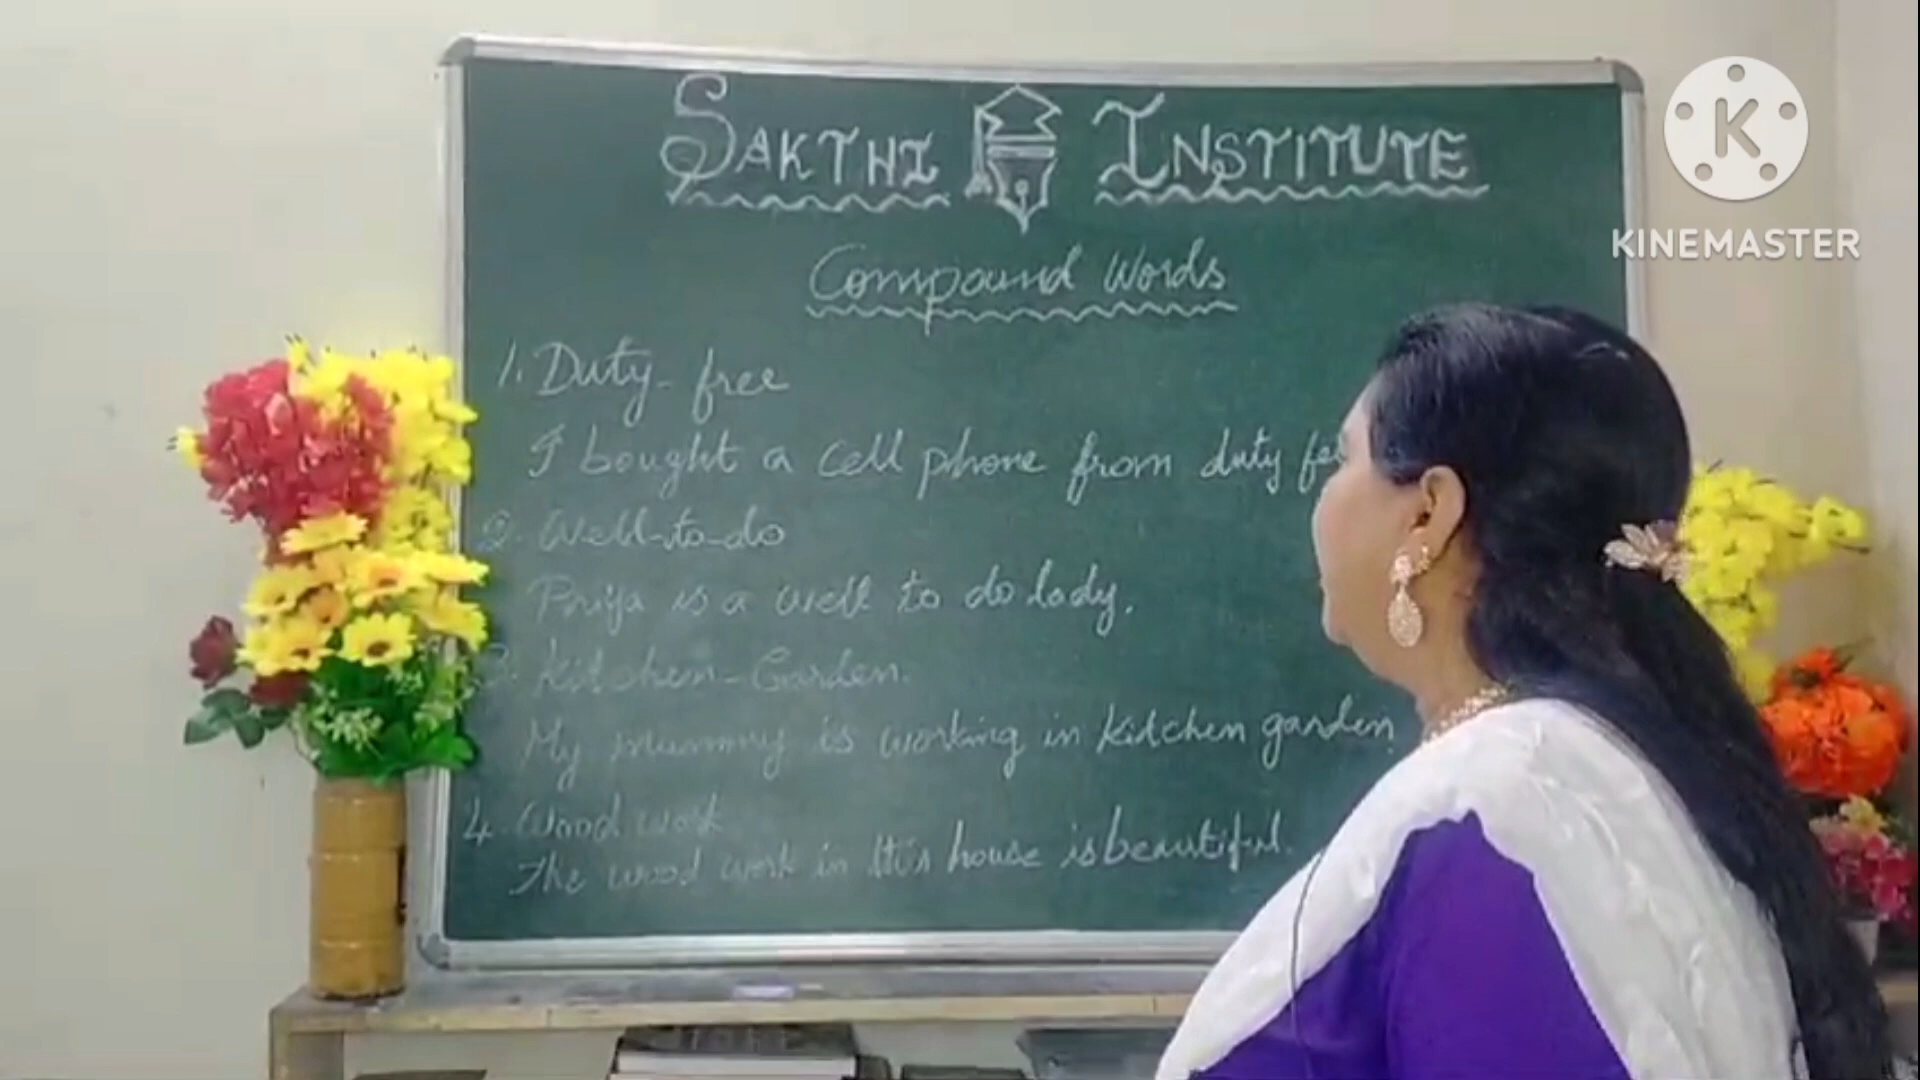 SAKTHI INSTITUTE
KINEMASTER
Compound Words
1. Duty-free
I bought a cell phone from duty
2. Well-to-do
Priya is a well to do lady.
3. Kitchen-Garden.
My mummy is working in kitchen garden
4. Wood work
The wood work in this house is beautiful.